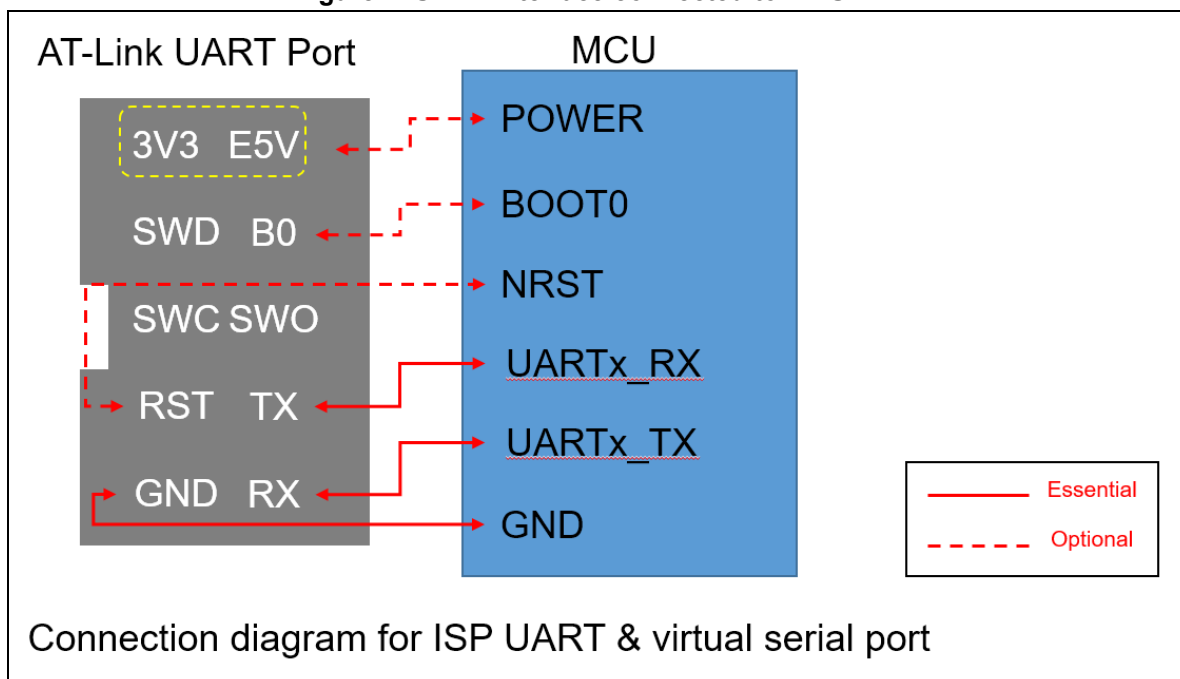 AT-Link UART Port
MCU
3V3 E5V
POWER
SWD B0
BOOT0
SWC SWO
NRST
RST TX
UARTx_RX
GND RX
UARTx_TX
GND
Essential
Optional
Connection diagram for ISP UART & virtual serial port